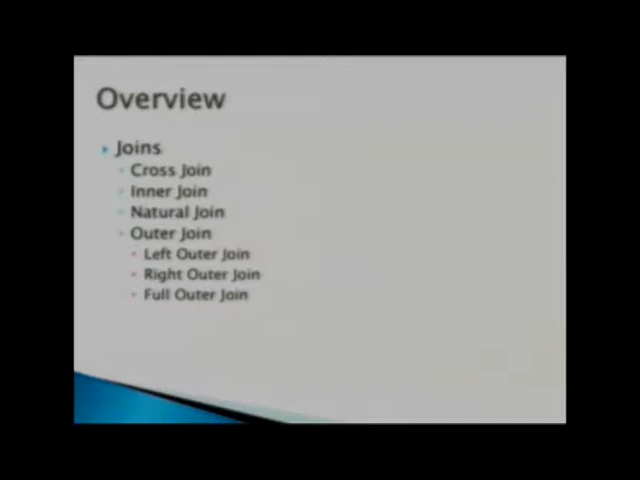 Overview
Joins
Cross Join
Inner Join
Natural Join
Outer Join
Left Outer Join
Right Outer Join
Full Outer Join